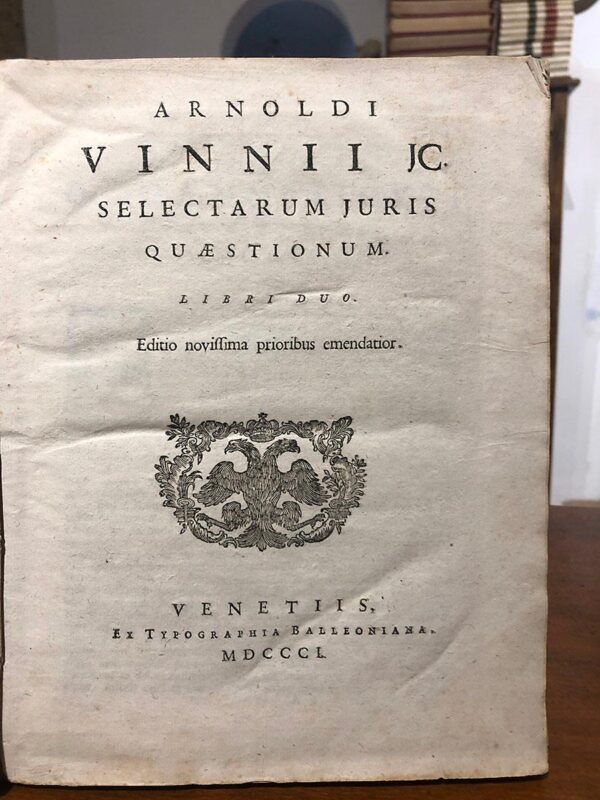 ARNOLDI
VINNII JC.
SELECTARUM JURIS
QUÆSTIONUM.
LIBRI DUO.
Editio noviſſima prioribus emendatior.
VENETIIS,
EX TYPOGRAPHIA BALLEONIANA.
MDCCCI.